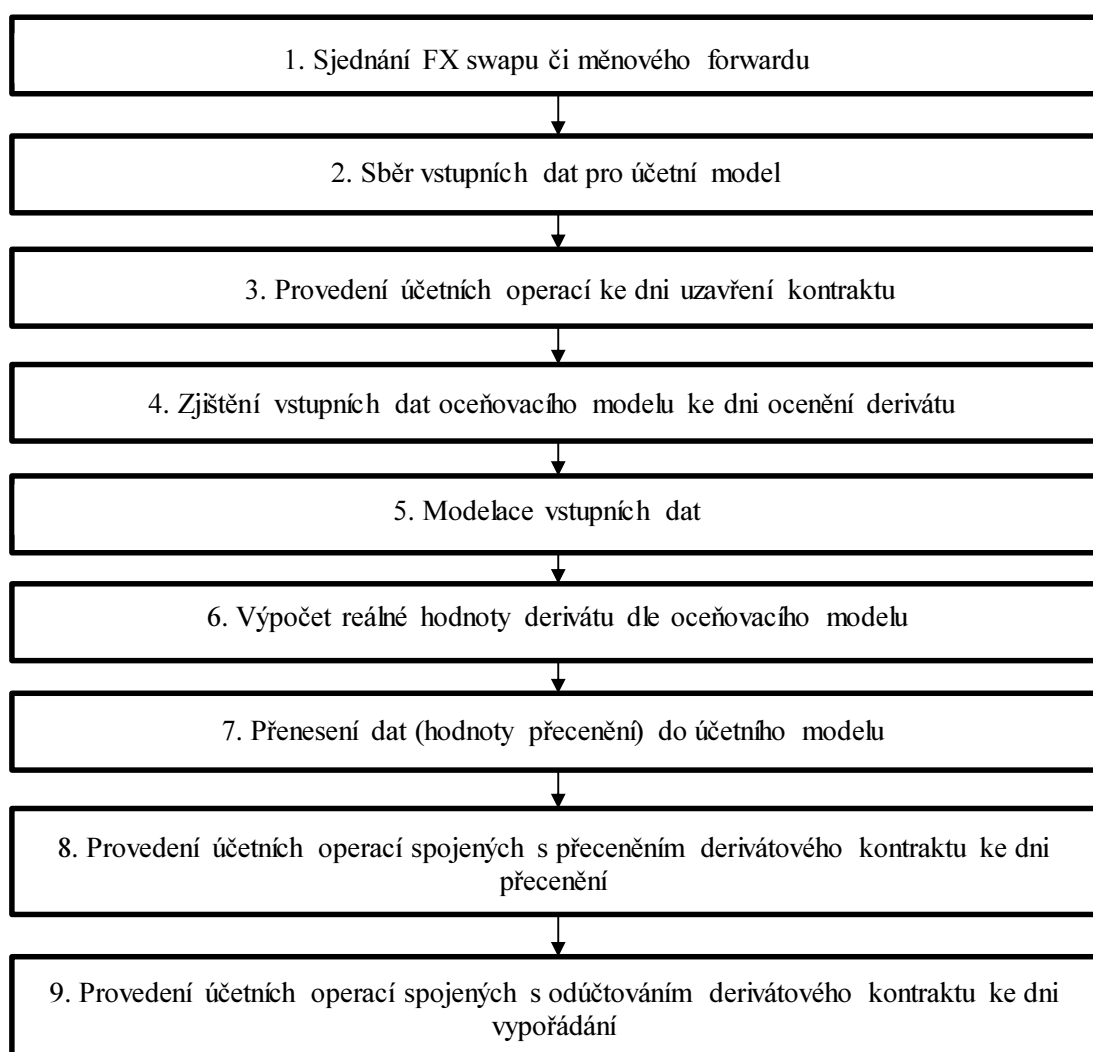 1. Sjednání FX swapu či měnového forwardu
2. Sběr vstupních dat pro účetní model
3. Provedení účetních operací ke dni uzavření kontraktu
4. Zjištění vstupních dat oceňovacího modelu ke dni ocenění derivátu
5. Modelace vstupních dat
6. Výpočet reálné hodnoty derivátu dle oceňovacího modelu
7. Přenesení dat (hodnoty přecenění) do účetního modelu
8. Provedení účetních operací spojených s přeceněním derivátového kontraktu ke dni
přecenění
9. Provedení účetních operací spojených s odúčtováním derivátového kontraktu ke dni
vypořádání